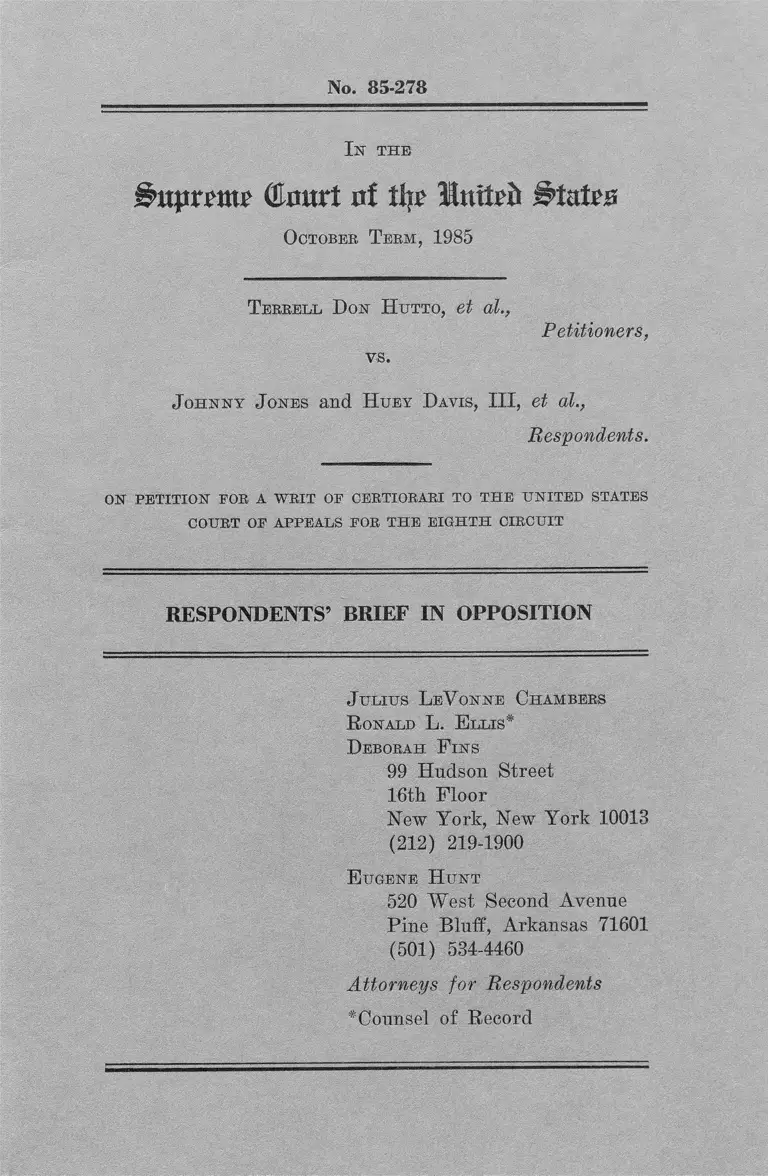 No. 85-278
In the
Supreme Court of the United States
October Term, 1985
Terrell Don Hutto, et al.,
Petitioners,
vs.
Johnny Jones and Huey Davis, III, et al.,
Respondents.
ON PETITION FOR A WRIT OF CERTIORARI TO THE UNITED STATES
COURT OF APPEALS FOR THE EIGHTH CIRCUIT
RESPONDENTS' BRIEF IN OPPOSITION
Julius LeVonne Chambers
Ronald L. Ellis*
Deborah Fins
99 Hudson Street
16th Floor
New York, New York 10013
(212) 219-1900
Eugene Hunt
520 West Second Avenue
Pine Bluff, Arkansas 71601
(501) 534-4460
Attorneys for Respondents
*Counsel of Record